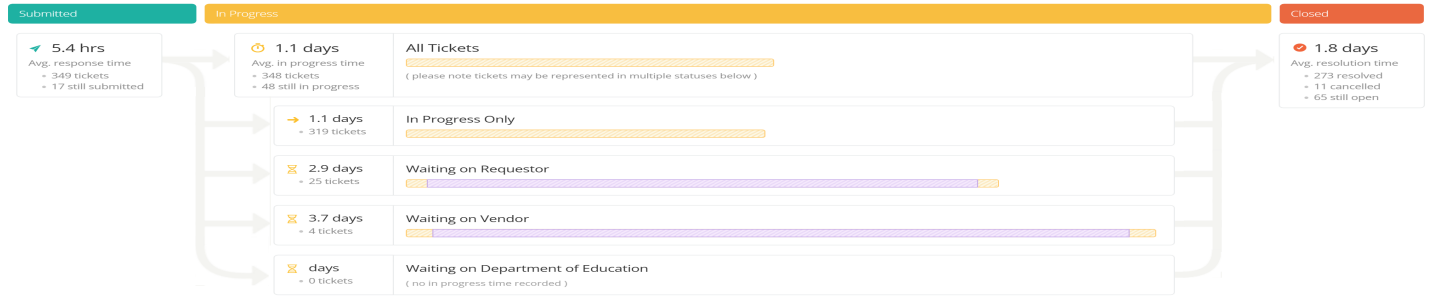 Submitted
In Progress
Closed
5.4 hrs
Avg. response time
349 tickets
17 still submitted
1.1 days
Avg. in progress time
348 tickets
48 still in progress
All Tickets
( please note tickets may be represented in multiple statuses below )
1.8 days
Avg. resolution time
273 resolved
11 cancelled
65 still open
1.1 days
319 tickets
In Progress Only
2.9 days
25 tickets
Waiting on Requestor
3.7 days
4 tickets
Waiting on Vendor
days
0 tickets
Waiting on Department of Education
( no in progress time recorded )